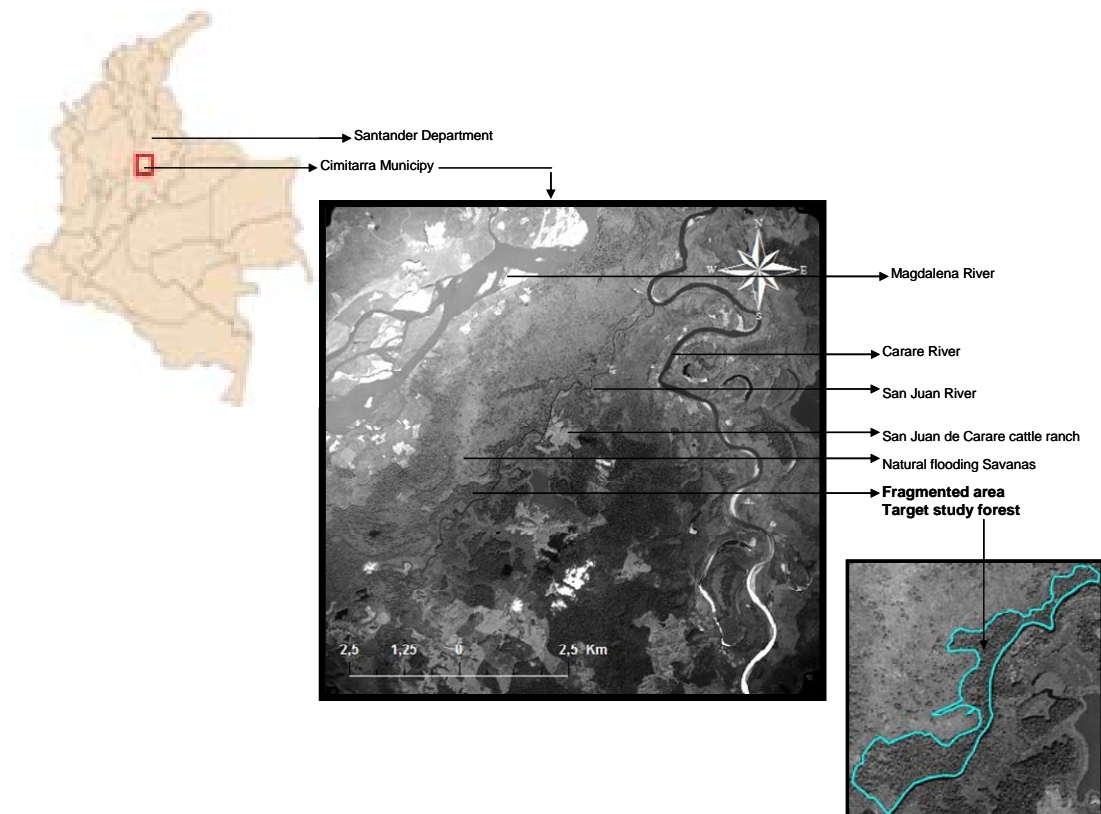 Santander Department
Cimitarra Municipy
N
W
E
S
Magdalena River
Carare River
San Juan River
San Juan de Carare cattle ranch
Natural flooding Savanas
Fragmented area
Target study forest
2,5 1,25 0 2,5 Km